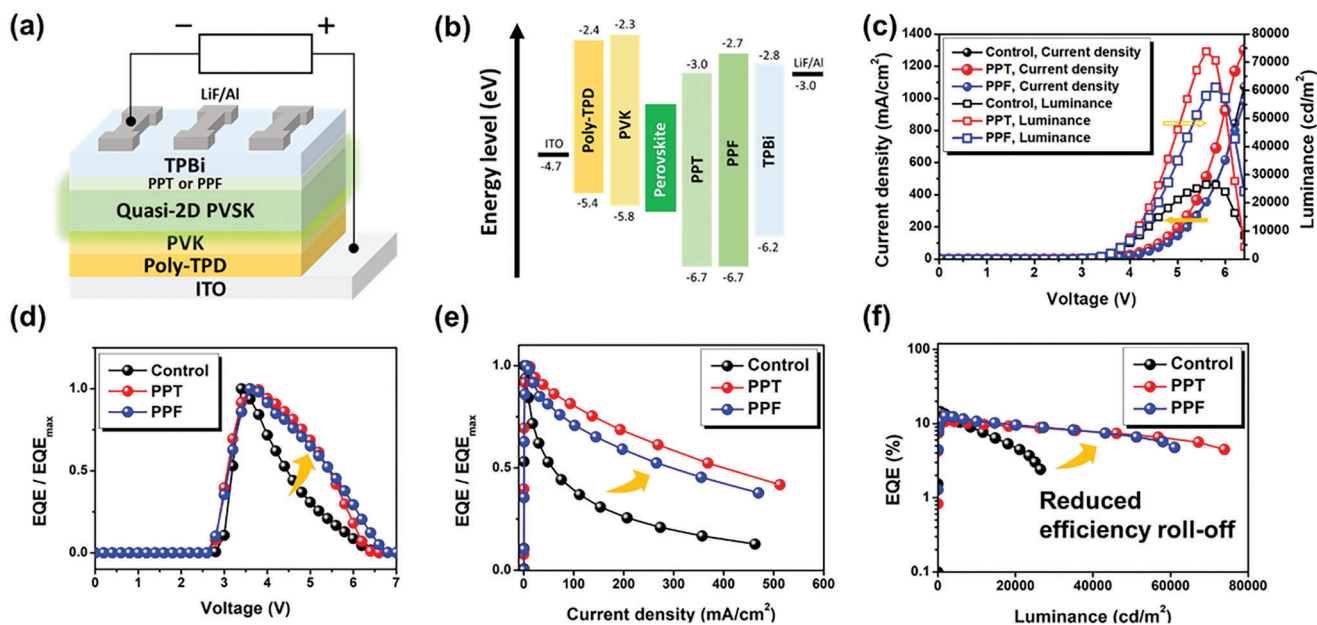 (a)
− +
LiF/Al
TPBi
PPT or PPF
Quasi-2D PVSK
PVK
Poly-TPD
ITO
(b)
Energy level (eV)
ITO
-4.7
-2.4
Poly-TPD
-5.4
-2.3
PVK
-5.8
Perovskite
-3.0
PPT
-6.7
-2.7
PPF
-6.7
-2.8
TPBi
-6.2
LiF/Al
-3.0
(c)
Current density (mA/cm²)
1400
1200
1000
800
600
400
200
0
Control, Current density
PPT, Current density
PPF, Current density
Control, Luminance
PPT, Luminance
PPF, Luminance
80000
70000
60000
50000
40000
30000
20000
10000
0
Luminance (cd/m²)
0 1 2 3 4 5 6
Voltage (V)
(d)
EQE / EQEmax
1.0
0.5
0.0
Control
PPT
PPF
0 1 2 3 4 5 6 7
Voltage (V)
(e)
EQE / EQEmax
1.0
0.5
0.0
Control
PPT
PPF
0 100 200 300 400 500 600
Current density (mA/cm²)
(f)
EQE (%)
100
10
1
0.1
Control
PPT
PPF
Reduced
efficiency roll-off
0 20000 40000 60000 80000
Luminance (cd/m²)